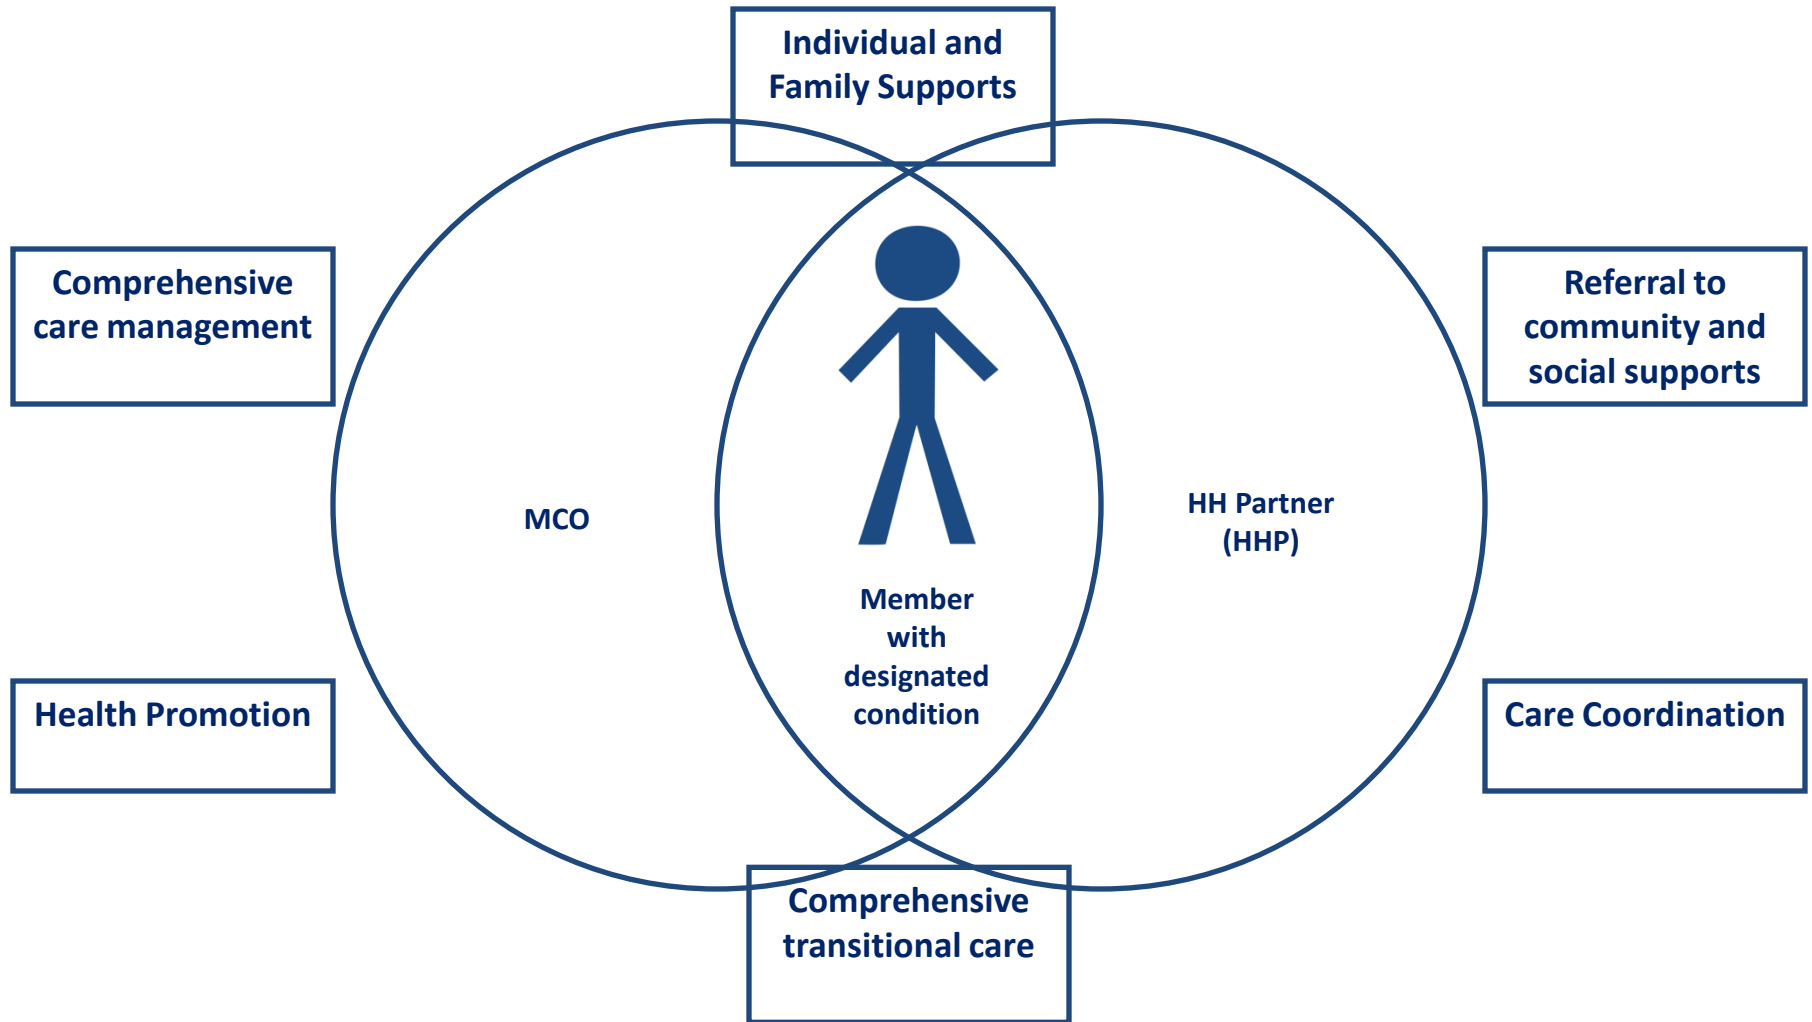 Individual and
Family Supports
Comprehensive
care management
Referral to
community and
social supports
MCO
HH Partner
(HHP)
Member
with
designated
condition
Health Promotion
Care Coordination
Comprehensive
transitional care